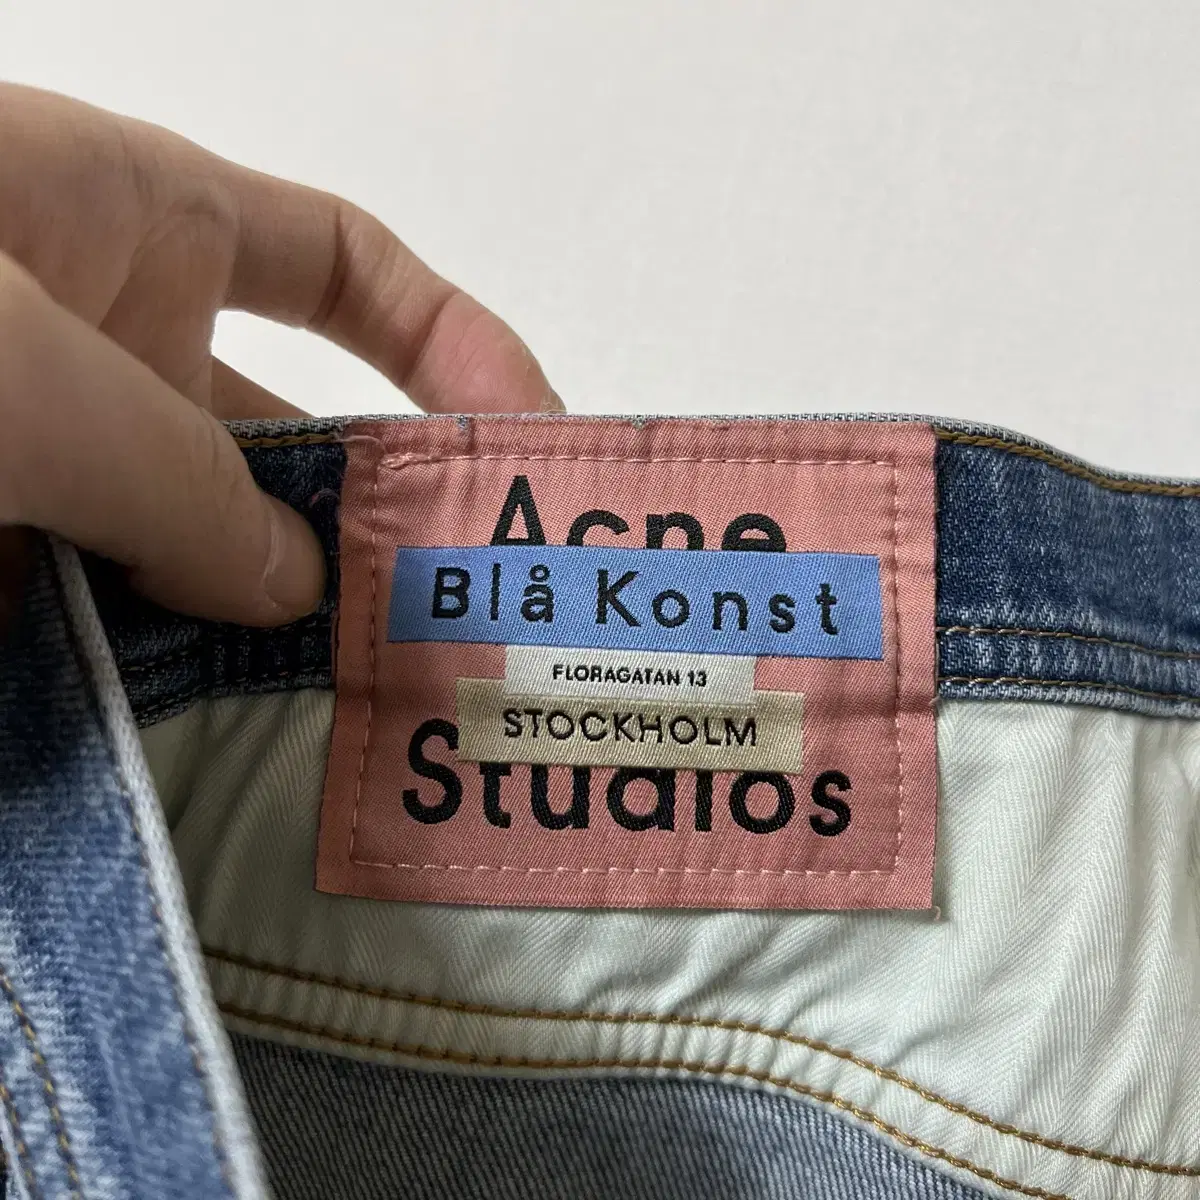 Acne
Blå Konst
FLORAGATAN 13
STOCKHOLM
Studios